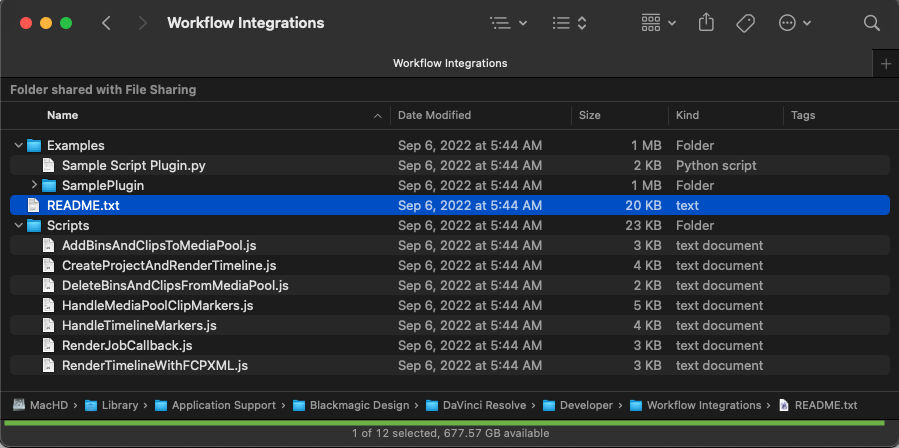 Workflow Integrations
Workflow Integrations
Folder shared with File Sharing
Name Date Modified Size Kind Tags
Examples Sep 6, 2022 at 5:44 AM 1 MB Folder
Sample Script Plugin.py Sep 6, 2022 at 5:44 AM 2 KB Python script
SamplePlugin Sep 6, 2022 at 5:44 AM 1 MB Folder
README.txt Sep 6, 2022 at 5:44 AM 20 KB text
Scripts Sep 6, 2022 at 5:44 AM 23 KB Folder
AddBinsAndClipsToMediaPool.js Sep 6, 2022 at 5:44 AM 3 KB text document
CreateProjectAndRenderTimeline.js Sep 6, 2022 at 5:44 AM 4 KB text document
DeleteBinsAndClipsFromMediaPool.js Sep 6, 2022 at 5:44 AM 2 KB text document
HandleMediaPoolClipMarkers.js Sep 6, 2022 at 5:44 AM 5 KB text document
HandleTimelineMarkers.js Sep 6, 2022 at 5:44 AM 4 KB text document
RenderJobCallback.js Sep 6, 2022 at 5:44 AM 3 KB text document
RenderTimelineWithFCPXML.js Sep 6, 2022 at 5:44 AM 3 KB text document
MacHD › Library › Application Support › Blackmagic Design › DaVinci Resolve › Developer › Workflow Integrations › README.txt
1 of 12 selected, 677.57 GB available